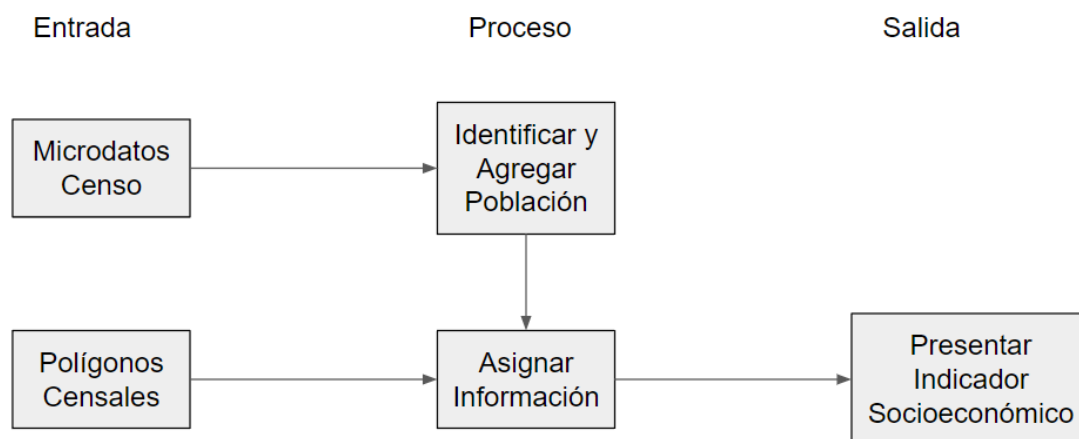 Entrada
Proceso
Salida
Microdatos
Censo
Identificar y
Agregar
Población
Polígonos
Censales
Asignar
Información
Presentar
Indicador
Socioeconómico